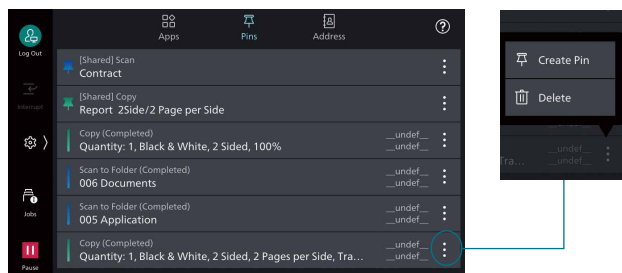 Apps
Pins
Address
?
Log Out
[Shared] Scan
Contract
Interrupt
[Shared] Copy
Report 2Side/2 Page per Side
Copy (Completed)
Quantity: 1, Black & White, 2 Sided, 100%
__undef__
__undef__
Scan to Folder (Completed)
006 Documents
__undef__
__undef__
Jobs
Scan to Folder (Completed)
005 Application
__undef__
__undef__
Pause
Copy (Completed)
Quantity: 1, Black & White, 2 Sided, 2 Pages per Side, Tra...
__undef__
__undef__
Create Pin
Delete
__undef__
Tra...
__undef__